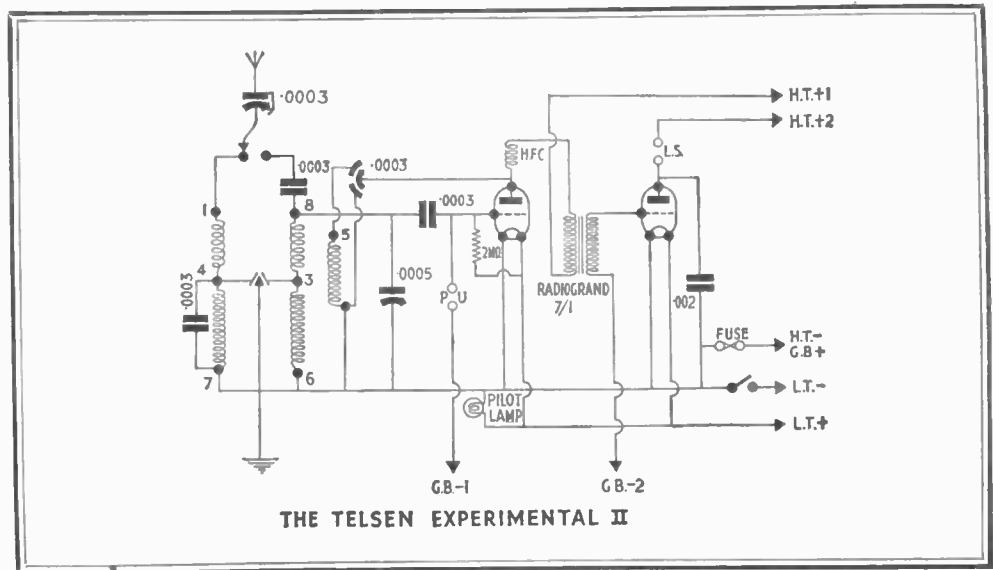 .0003
H.T.+1
H.T.+2
L.S.
H.F.C
.0003
.0003
.0003
1
8
5
2MΩ
4
3
.0003
.0005
P U
RADIOGRAND
7/1
.002
FUSE
H.T.-
G.B+
7
6
L.T.-
PILOT
LAMP
L.T.+
G.B.-1
G B.-2
THE TELSEN EXPERIMENTAL II